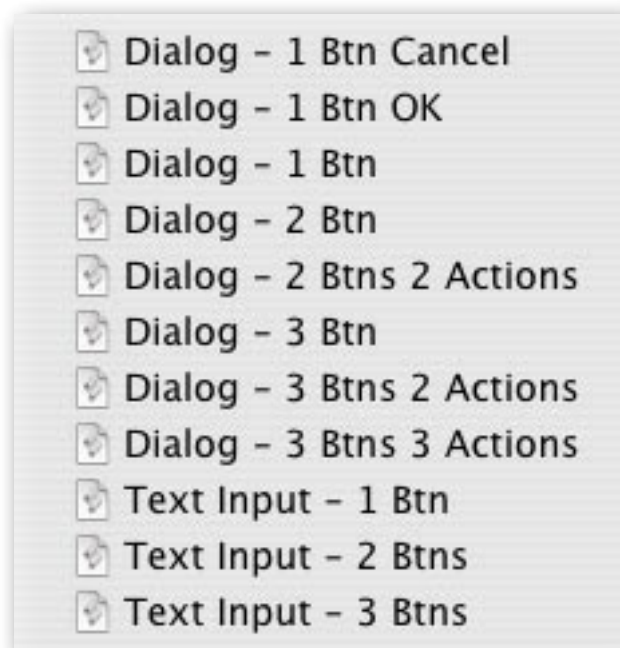 Dialog – 1 Btn Cancel
Dialog – 1 Btn OK
Dialog – 1 Btn
Dialog – 2 Btn
Dialog – 2 Btns 2 Actions
Dialog – 3 Btn
Dialog – 3 Btns 2 Actions
Dialog – 3 Btns 3 Actions
Text Input – 1 Btn
Text Input – 2 Btns
Text Input – 3 Btns